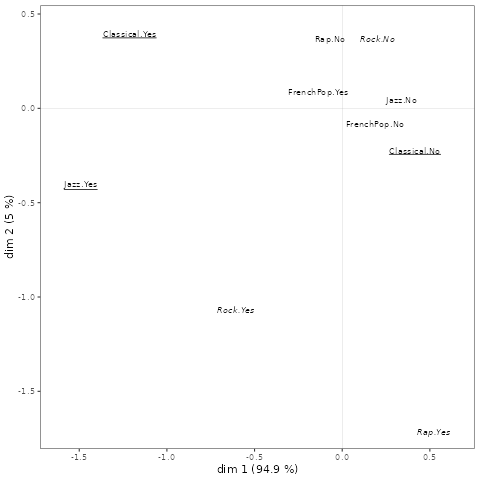 0.5
Classical.Yes
Rap.No
Rock.No
FrenchPop.Yes
Jazz.No
0.0
FrenchPop.No
Classical.No
Jazz.Yes
-0.5
dim 2 (5 %)
-1.0
Rock.Yes
-1.5
Rap.Yes
-1.5
-1.0
-0.5
0.0
0.5
dim 1 (94.9 %)